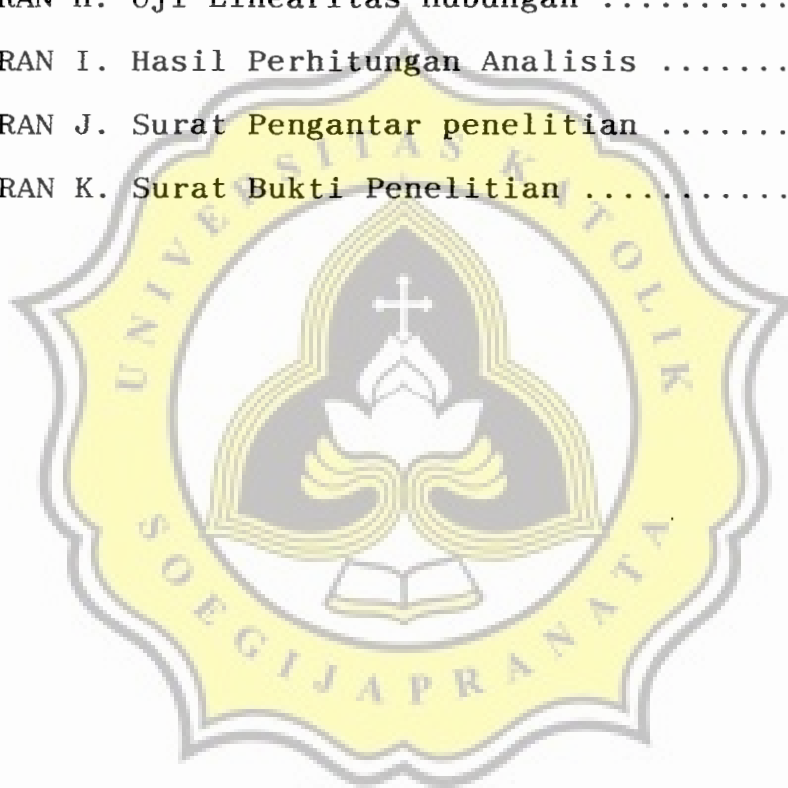 RAN H. Uji Linearitas Hubungan ..........
RAN I. Hasil Perhitungan Analisis .......
RAN J. Surat Pengantar penelitian .......
RAN K. Surat Bukti Penelitian ...........
UNIVERSITAS KATOLIK
SOEGIJAPRANATA